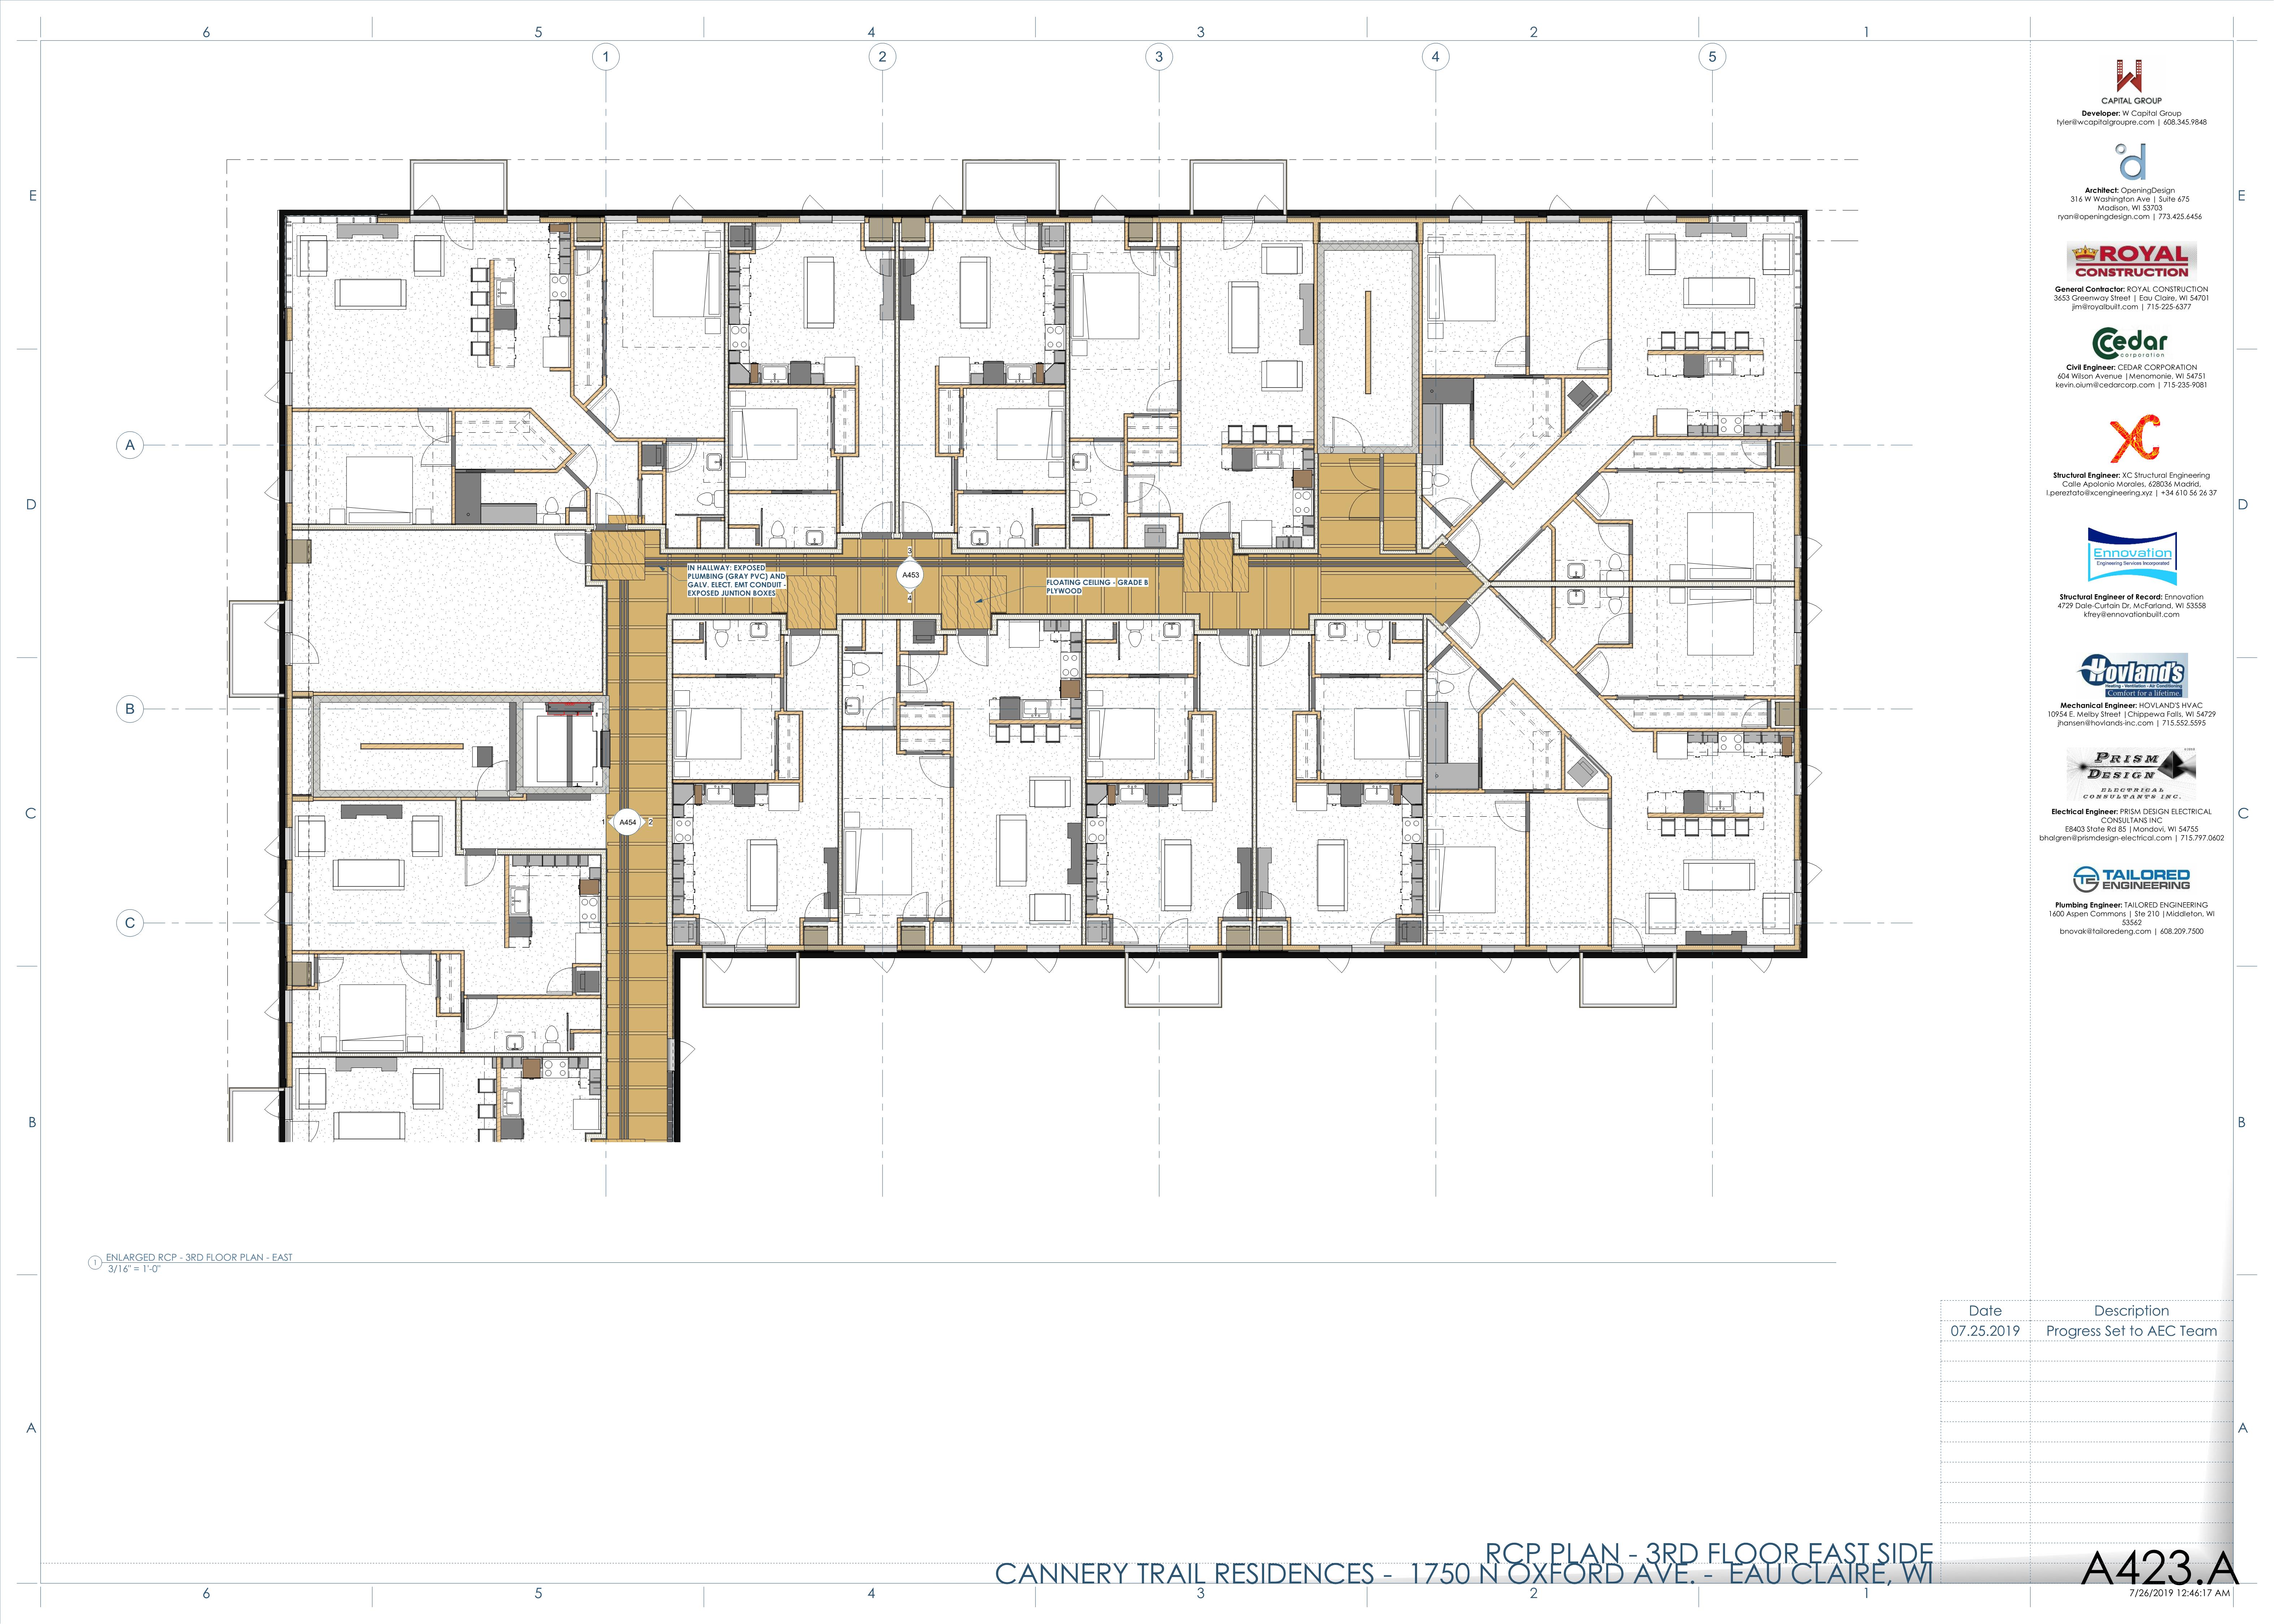 6 5 4 3 2 1
1 2 3 4 5
E
D
C
B
A
A
B
C
IN HALLWAY: EXPOSED
PLUMBING (GRAY PVC) AND
GALV. ELECT. EMT CONDUIT -
EXPOSED JUNTION BOXES
3
A453
4
FLOATING CEILING - GRADE B
PLYWOOD
1 A454 2
1 ENLARGED RCP - 3RD FLOOR PLAN - EAST
3/16" = 1'-0"
E
D
C
B
A
W
CAPITAL GROUP
Developer: W Capital Group
tyler@wcapitalgroupre.com | 608.345.9848
d
Architect: OpeningDesign
316 W Washington Ave | Suite 675
Madison, WI 53703
ryan@openingdesign.com | 773.425.6456
ROYAL
CONSTRUCTION
General Contractor: ROYAL CONSTRUCTION
3653 Greenway Street | Eau Claire, WI 54701
jim@royalbuilt.com | 715-225-6377
Cedar
corporation
Civil Engineer: CEDAR CORPORATION
604 Wilson Avenue |Menomonie, WI 54751
kevin.oium@cedarcorp.com | 715-235-9081
XC
Structural Engineer: XC Structural Engineering
Calle Apolonio Morales, 628036 Madrid,
l.pereztato@xcengineering.xyz | +34 610 56 26 37
Ennovation
Engineering Services Incorporated
Structural Engineer of Record: Ennovation
4729 Dale-Curtain Dr, McFarland, WI 53558
kfrey@ennovationbuilt.com
Hovland's
Heating - Ventilation - Air Conditioning
Comfort for a lifetime
Mechanical Engineer: HOVLAND'S HVAC
10954 E. Melby Street |Chippewa Falls, WI 54729
jhansen@hovlands-inc.com | 715.552.5595
PRISM
DESIGN
ELECTRICAL
CONSULTANTS INC.
Electrical Engineer: PRISM DESIGN ELECTRICAL
CONSULTANS INC
E8403 State Rd 85 |Mondovi, WI 54755
bhalgren@prismdesign-electrical.com | 715.797.0602
TE TAILORED
ENGINEERING
Plumbing Engineer: TAILORED ENGINEERING
1600 Aspen Commons | Ste 210 |Middleton, WI
53562
bnovak@tailoredeng.com | 608.209.7500
Date Description
07.25.2019 Progress Set to AEC Team
RCP PLAN - 3RD FLOOR EAST SIDE
CANNERY TRAIL RESIDENCES - 1750 N OXFORD AVE. - EAU CLAIRE, WI
A423.A
7/26/2019 12:46:17 AM
6 5 4 3 2 1